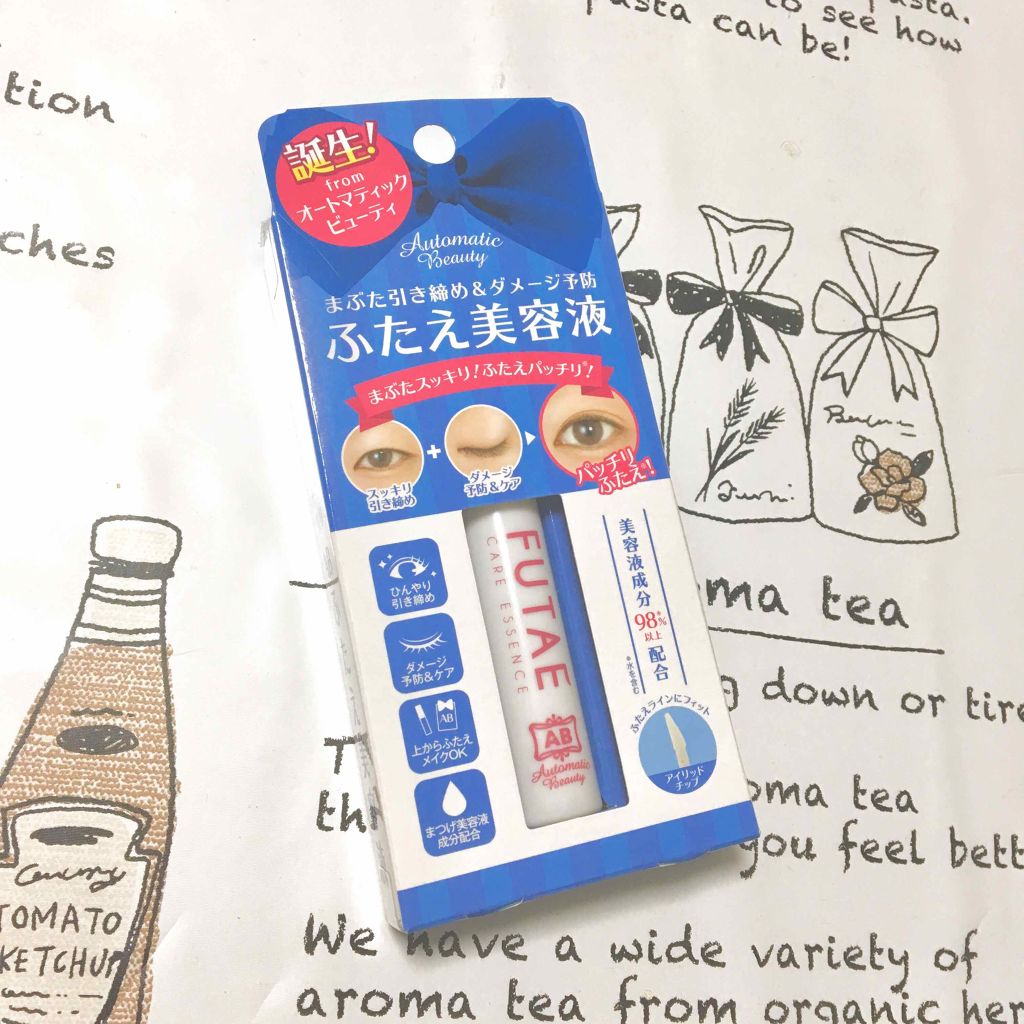 pasta.
to see how
pasta can be!
tion
ches
誕生!
from
オートマティック
ビューティ
Automatic
Beauty
まぶた引き締め&ダメージ予防
ふたえ美容液
まぶたスッキリ!ふたえパッチリ※!
スッキリ
引き締め
+
ダメージ
予防&ケア
パッチリ
ふたえ※!
ひんやり
引き締め
ダメージ
予防&ケア
AB
上からふたえ
メイクOK
まつげ美容液
成分配合
FUTAE
CARE ESSENCE
AB
Automatic
Beauty
美容液成分
98%*
以上
配合
*水を含む
ふたえラインにフィット
アイリッド
チップ
ma tea
g down or tire
T
th
oma tea
you feel bett
We have a wide variety of
aroma tea from organic her
TOMATO
KETCHUP